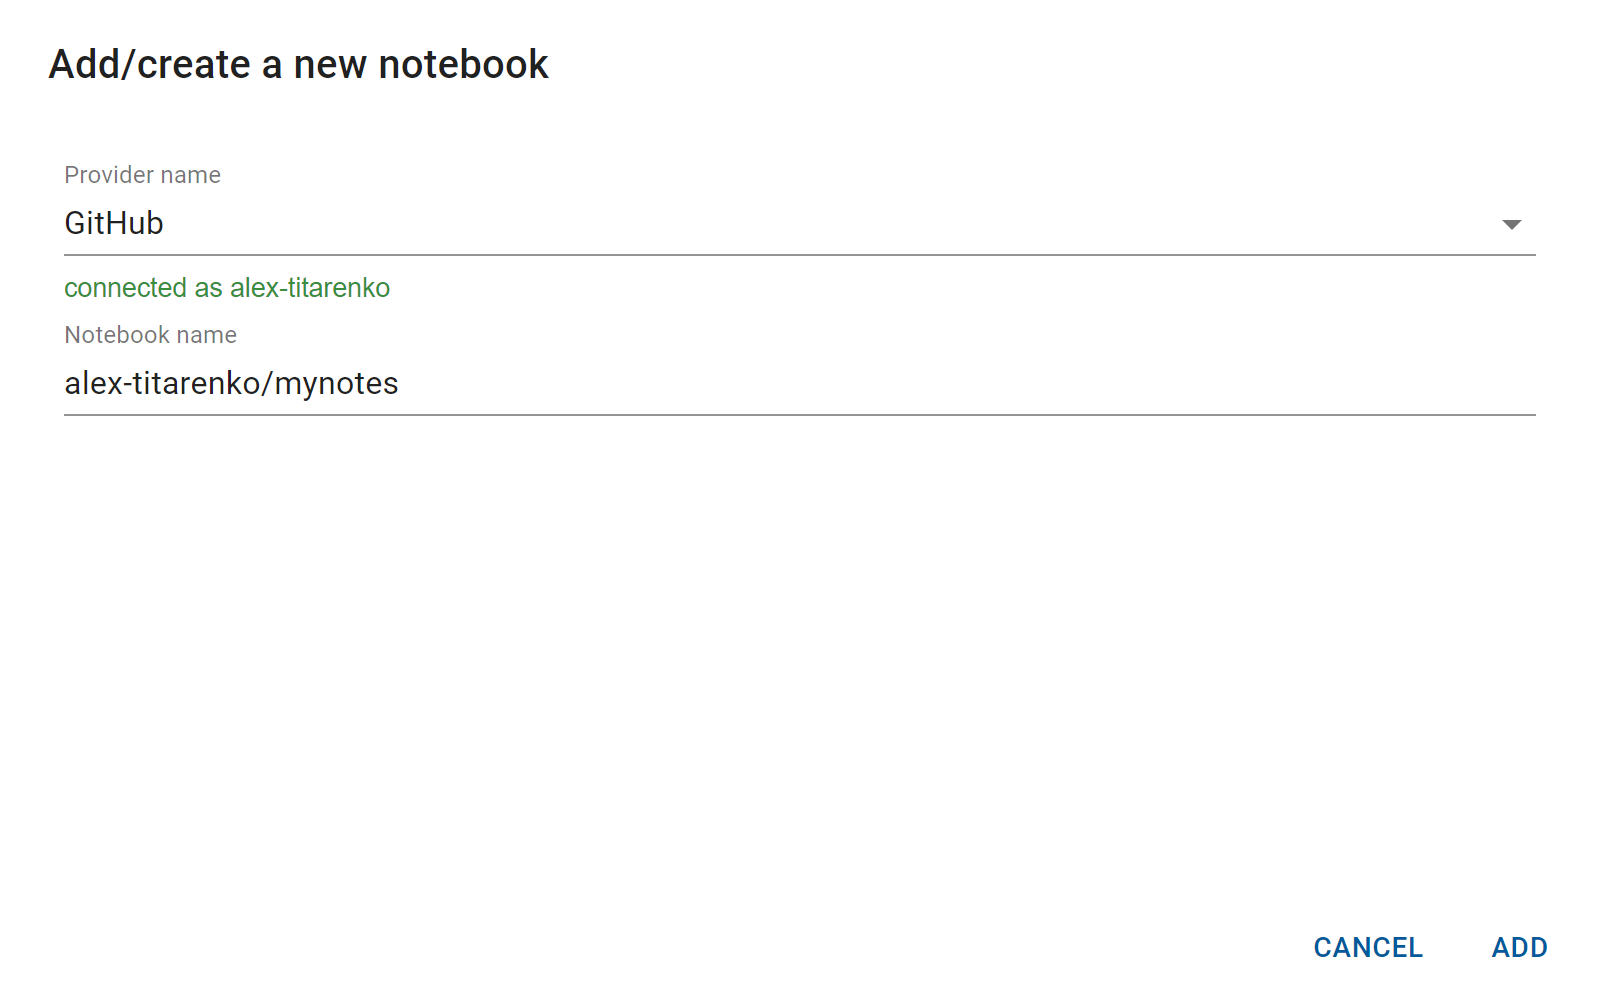 Add/create a new notebook
Provider name
GitHub
connected as alex-titarenko
Notebook name
alex-titarenko/mynotes
CANCEL ADD